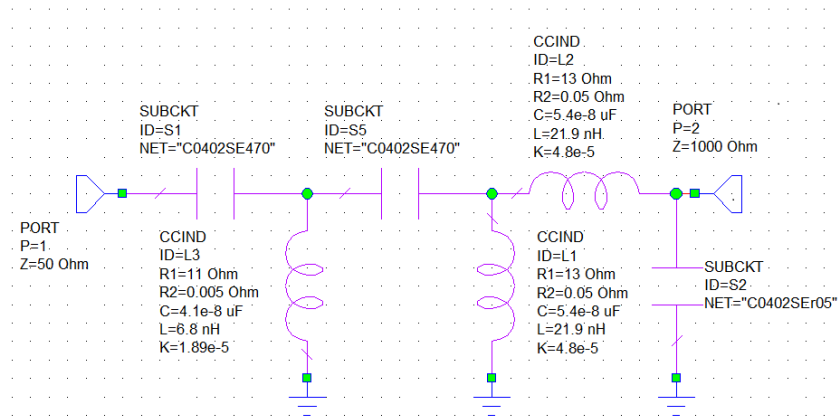 CCIND
ID=L2
R1=13 Ohm
R2=0.05 Ohm
C=5.4e-8 uF
L=21.9 nH
K=4.8e-5
SUBCKT
ID=S1
NET="C0402SE470"
SUBCKT
ID=S5
NET="C0402SE470"
PORT
P=2
Z=1000 Ohm
PORT
P=1
Z=50 Ohm
CCIND
ID=L3
R1=11 Ohm
R2=0.005 Ohm
C=4.1e-8 uF
L=6.8 nH
K=1.89e-5
CCIND
ID=L1
R1=13 Ohm
R2=0.05 Ohm
C=5.4e-8 uF
L=21.9 nH
K=4.8e-5
SUBCKT
ID=S2
NET="C0402SEr05"